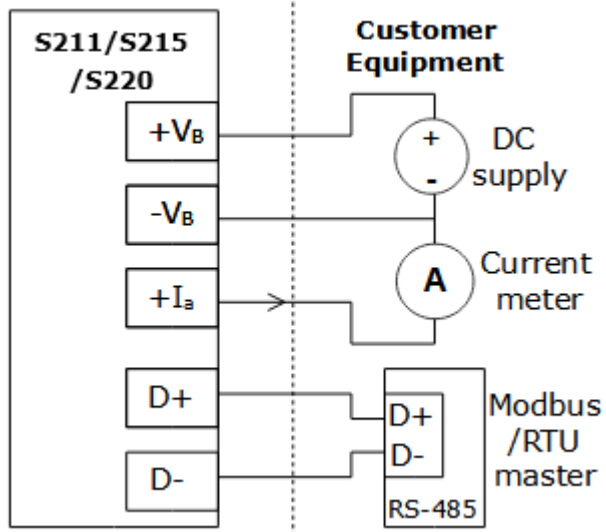 S211/S215
/S220
Customer
Equipment
+VB
-VB
+Ia
D+
D-
+
-
DC
supply
A
Current
meter
D+
D-
RS-485
Modbus
/RTU
master